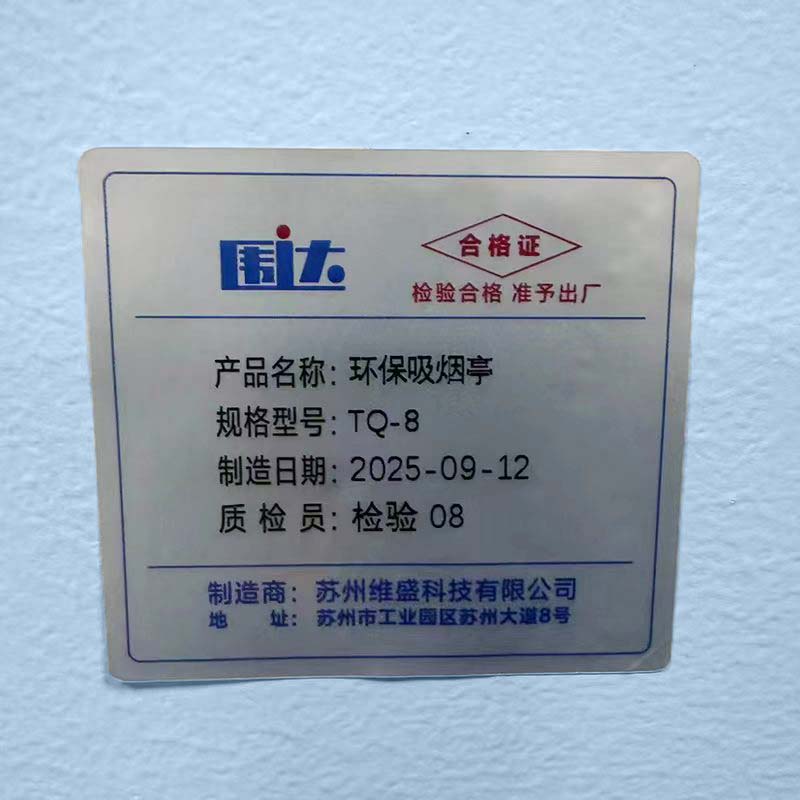 围达
合格证
检验合格 准予出厂
产品名称: 环保吸烟亭
规格型号: TQ-8
制造日期: 2025-09-12
质检员: 检验 08
制造商: 苏州维盛科技有限公司
地址: 苏州市工业园区苏州大道8号